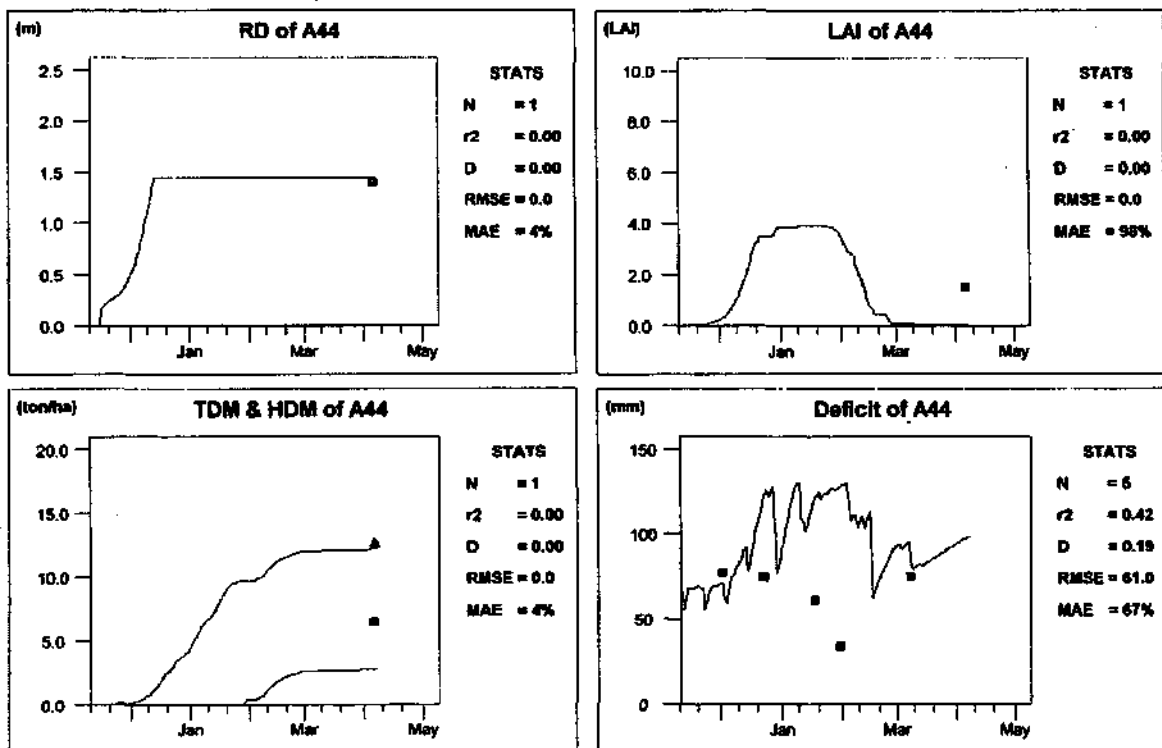 (m) RD of A44
2.5
2.0
1.5
1.0
0.5
0.0
Jan Mar May
STATS
N = 1
r2 = 0.00
D = 0.00
RMSE = 0.0
MAE = 4%
(LAI) LAI of A44
10.0
8.0
6.0
4.0
2.0
0.0
Jan Mar May
STATS
N = 1
r2 = 0.00
D = 0.00
RMSE = 0.0
MAE = 98%
(ton/ha) TDM & HDM of A44
20.0
15.0
10.0
5.0
0.0
Jan Mar May
STATS
N = 1
r2 = 0.00
D = 0.00
RMSE = 0.0
MAE = 4%
(mm) Deficit of A44
150
100
50
0
Jan Mar May
STATS
N = 5
r2 = 0.42
D = 0.19
RMSE = 61.0
MAE = 67%